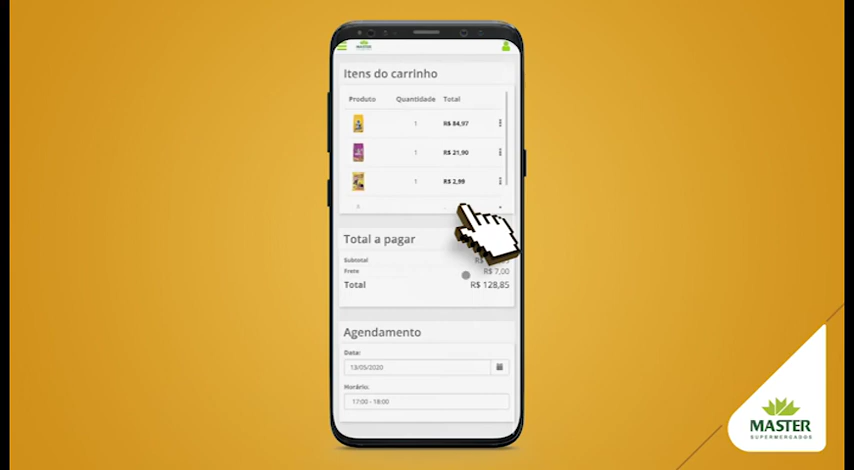 MASTER
Itens do carrinho
Produto Quantidade Total
1 R$ 84,97
1 R$ 21,90
1 R$ 2,99
Total a pagar
Subtotal R$
Frete R$ 7,00
Total R$ 128,85
Agendamento
Data:
13/05/2020
Horário:
17:00 - 18:00
MASTER
SUPERMERCADOS